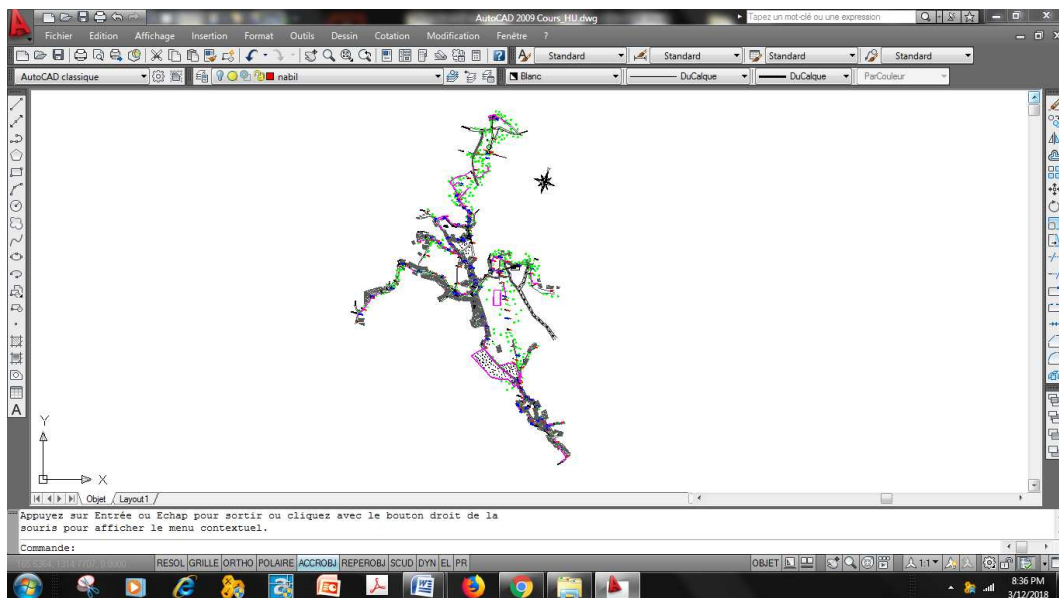 AutoCAD 2009 Cours_HU.dwg
Tapez un mot-clé ou une expression
Fichier Edition Affichage Insertion Format Outils Dessin Cotation Modification Fenêtre ?
Standard Standard Standard Standard
AutoCAD classique nabil Blanc DuCalque DuCalque ParCouleur
Y
X
Objet Layout1
Appuyez sur Entrée ou Echap pour sortir ou cliquez avec le bouton droit de la
souris pour afficher le menu contextuel.
Commande:
RESOL GRILLE ORTHO POLAIRE ACCROBJ REPEROBJ SCUD DYN EL PR OBJET 1:1
8:36 PM
3/12/2018